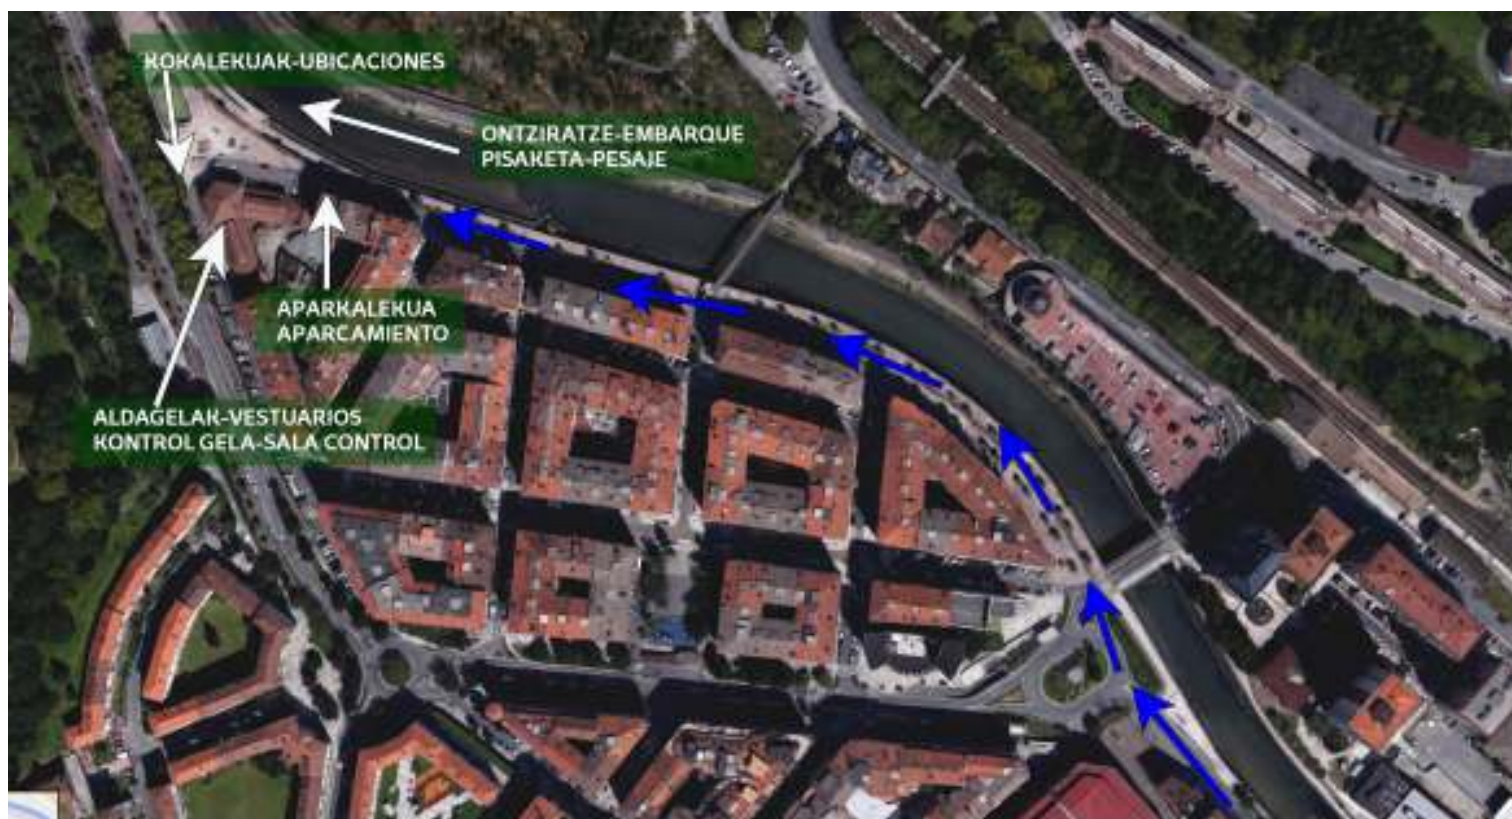 KOKALEKUAK-UBICACIONES
ONTZIRATZE-EMBARQUE
PISAKETA-PESAJE
APARKALEKUA
APARCAMIENTO
ALDAGELAK-VESTUARIOS
KONTROL GELA-SALA CONTROL